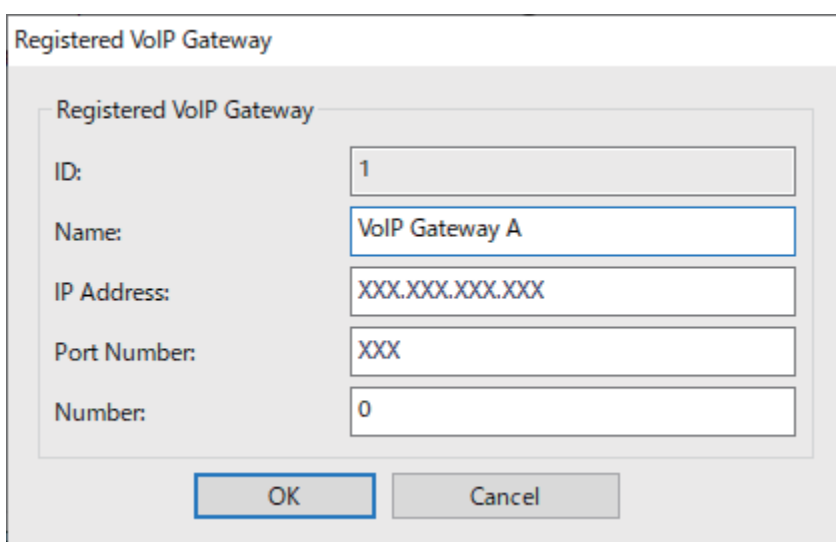 Registered VoIP Gateway
Registered VoIP Gateway
ID: 1
Name: VoIP Gateway A
IP Address: XXX.XXX.XXX.XXX
Port Number: XXX
Number: 0
OK Cancel